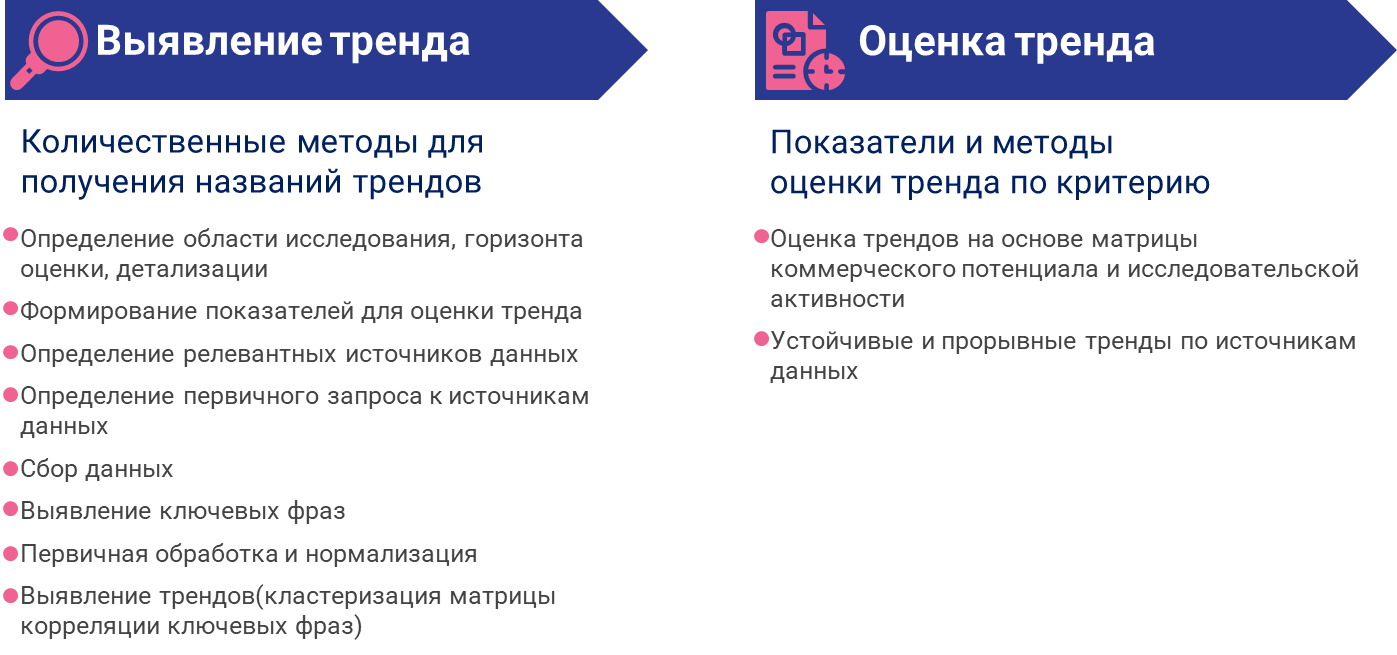 Выявление тренда
Количественные методы для
получения названий трендов
Определение области исследования, горизонта
оценки, детализации
Формирование показателей для оценки тренда
Определение релевантных источников данных
Определение первичного запроса к источникам
данных
Сбор данных
Выявление ключевых фраз
Первичная обработка и нормализация
Выявление трендов(кластеризация матрицы
корреляции ключевых фраз)
Оценка тренда
Показатели и методы
оценки тренда по критерию
Оценка трендов на основе матрицы
коммерческого потенциала и исследовательской
активности
Устойчивые и прорывные тренды по источникам
данных